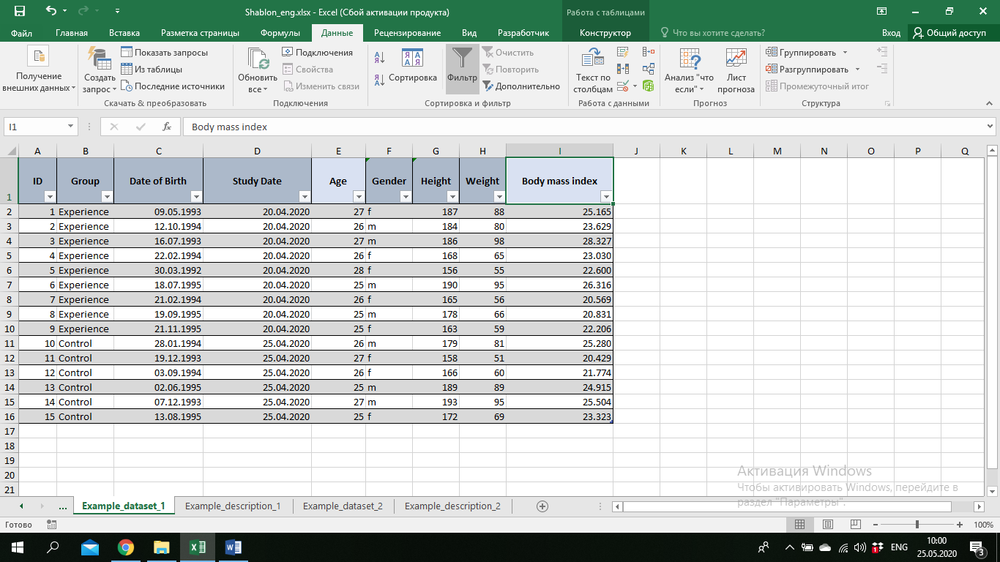 Shablon_eng.xlsx - Excel (Сбой активации продукта)
Работа с таблицами
Файл Главная Вставка Разметка страницы Формулы Данные Рецензирование Вид Разработчик Конструктор Что вы хотите сделать? Вход Общий доступ
Получение внешних данных
Создать запрос
Показать запросы
Из таблицы
Последние источники
Скачать & преобразовать
Обновить все
Подключения
Свойства
Изменить связи
Подключения
Сортировка
Фильтр
Очистить
Повторить
Дополнительно
Сортировка и фильтр
Текст по столбцам
Работа с данными
Анализ "что если"
Лист прогноза
Прогноз
Группировать
Разгруппировать
Промежуточный итог
Структура
I1 fx Body mass index
A B C D E F G H I J K L M N O P Q
1 ID Group Date of Birth Study Date Age Gender Height Weight Body mass index
2 1 Experience 09.05.1993 20.04.2020 27 f 187 88 25.165
3 2 Experience 12.10.1994 20.04.2020 26 m 184 80 23.629
4 3 Experience 16.07.1993 20.04.2020 27 m 186 98 28.327
5 4 Experience 22.02.1994 20.04.2020 26 f 168 65 23.030
6 5 Experience 30.03.1992 20.04.2020 28 f 156 55 22.600
7 6 Experience 18.07.1995 20.04.2020 25 m 190 95 26.316
8 7 Experience 21.02.1994 20.04.2020 26 f 165 56 20.569
9 8 Experience 19.09.1995 20.04.2020 25 m 178 66 20.831
10 9 Experience 21.11.1995 20.04.2020 25 f 163 59 22.206
11 10 Control 28.01.1994 25.04.2020 26 m 179 81 25.280
12 11 Control 19.12.1993 25.04.2020 27 f 158 51 20.429
13 12 Control 03.09.1994 25.04.2020 26 f 166 60 21.774
14 13 Control 02.06.1995 25.04.2020 25 m 189 89 24.915
15 14 Control 07.12.1993 25.04.2020 27 m 193 95 25.504
16 15 Control 13.08.1995 25.04.2020 25 f 172 69 23.323
17
18
19
20
21
Активация Windows
Чтобы активировать Windows, перейдите в
раздел "Параметры".
... Example_dataset_1 Example_description_1 Example_dataset_2 Example_description_2
Готово 100%
ENG 10:00
25.05.2020
3